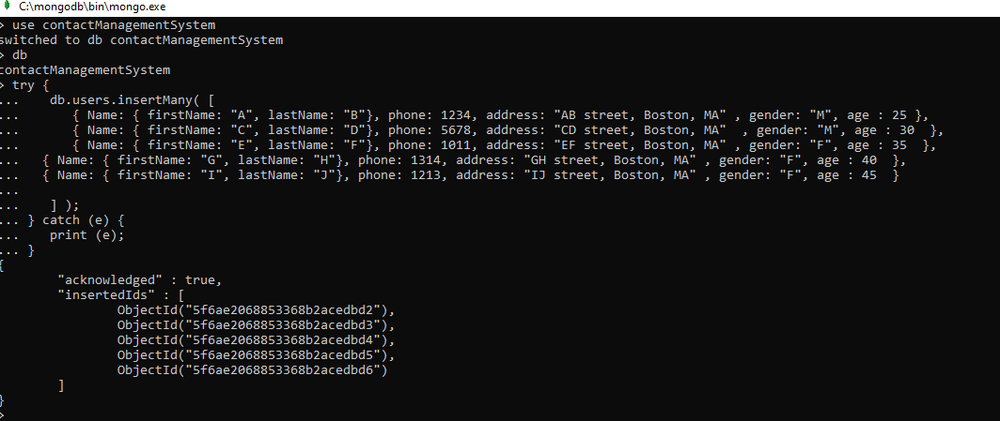 C:\mongodb\bin\mongo.exe
> use contactManagementSystem
switched to db contactManagementSystem
> db
contactManagementSystem
> try {
...    db.users.insertMany( [
...       { Name: { firstName: "A", lastName: "B"}, phone: 1234, address: "AB street, Boston, MA" , gender: "M", age : 25 },
...       { Name: { firstName: "C", lastName: "D"}, phone: 5678, address: "CD street, Boston, MA"  , gender: "M", age : 30  },
...       { Name: { firstName: "E", lastName: "F"}, phone: 1011, address: "EF street, Boston, MA" , gender: "F", age : 35  },
...   { Name: { firstName: "G", lastName: "H"}, phone: 1314, address: "GH street, Boston, MA" , gender: "F", age : 40  },
...   { Name: { firstName: "I", lastName: "J"}, phone: 1213, address: "IJ street, Boston, MA" , gender: "F", age : 45  }
...
...    ] );
... } catch (e) {
...    print (e);
... }
{
        "acknowledged" : true,
        "insertedIds" : [
                ObjectId("5f6ae2068853368b2acedbd2"),
                ObjectId("5f6ae2068853368b2acedbd3"),
                ObjectId("5f6ae2068853368b2acedbd4"),
                ObjectId("5f6ae2068853368b2acedbd5"),
                ObjectId("5f6ae2068853368b2acedbd6")
        ]
}
>